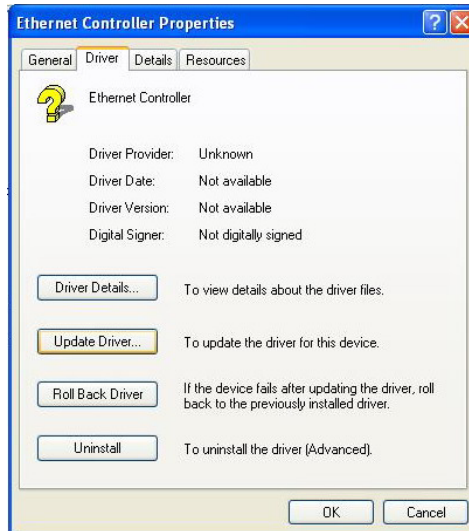 Ethernet Controller Properties
General Driver Details Resources
Ethernet Controller
Driver Provider: Unknown
Driver Date: Not available
Driver Version: Not available
Digital Signer: Not digitally signed
Driver Details... To view details about the driver files.
Update Driver... To update the driver for this device.
Roll Back Driver If the device fails after updating the driver, roll
back to the previously installed driver.
Uninstall To uninstall the driver (Advanced).
OK Cancel